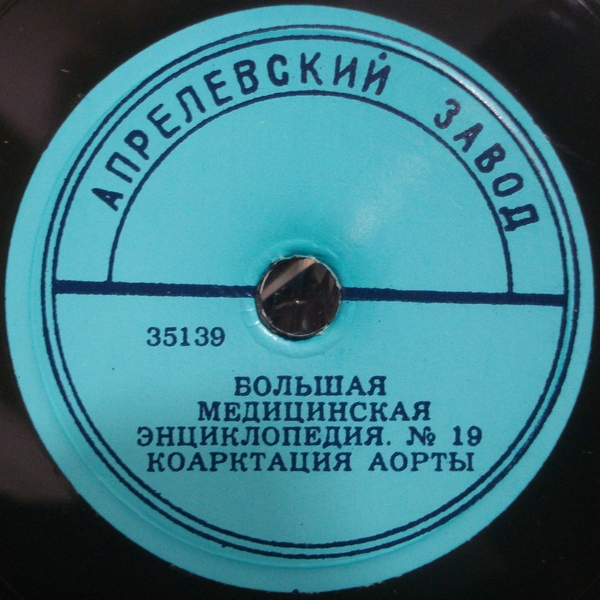 АПРЕЛЕВСКИЙ ЗАВОД
35139
БОЛЬШАЯ
МЕДИЦИНСКАЯ
ЭНЦИКЛОПЕДИЯ. № 19
КОАРКТАЦИЯ АОРТЫ